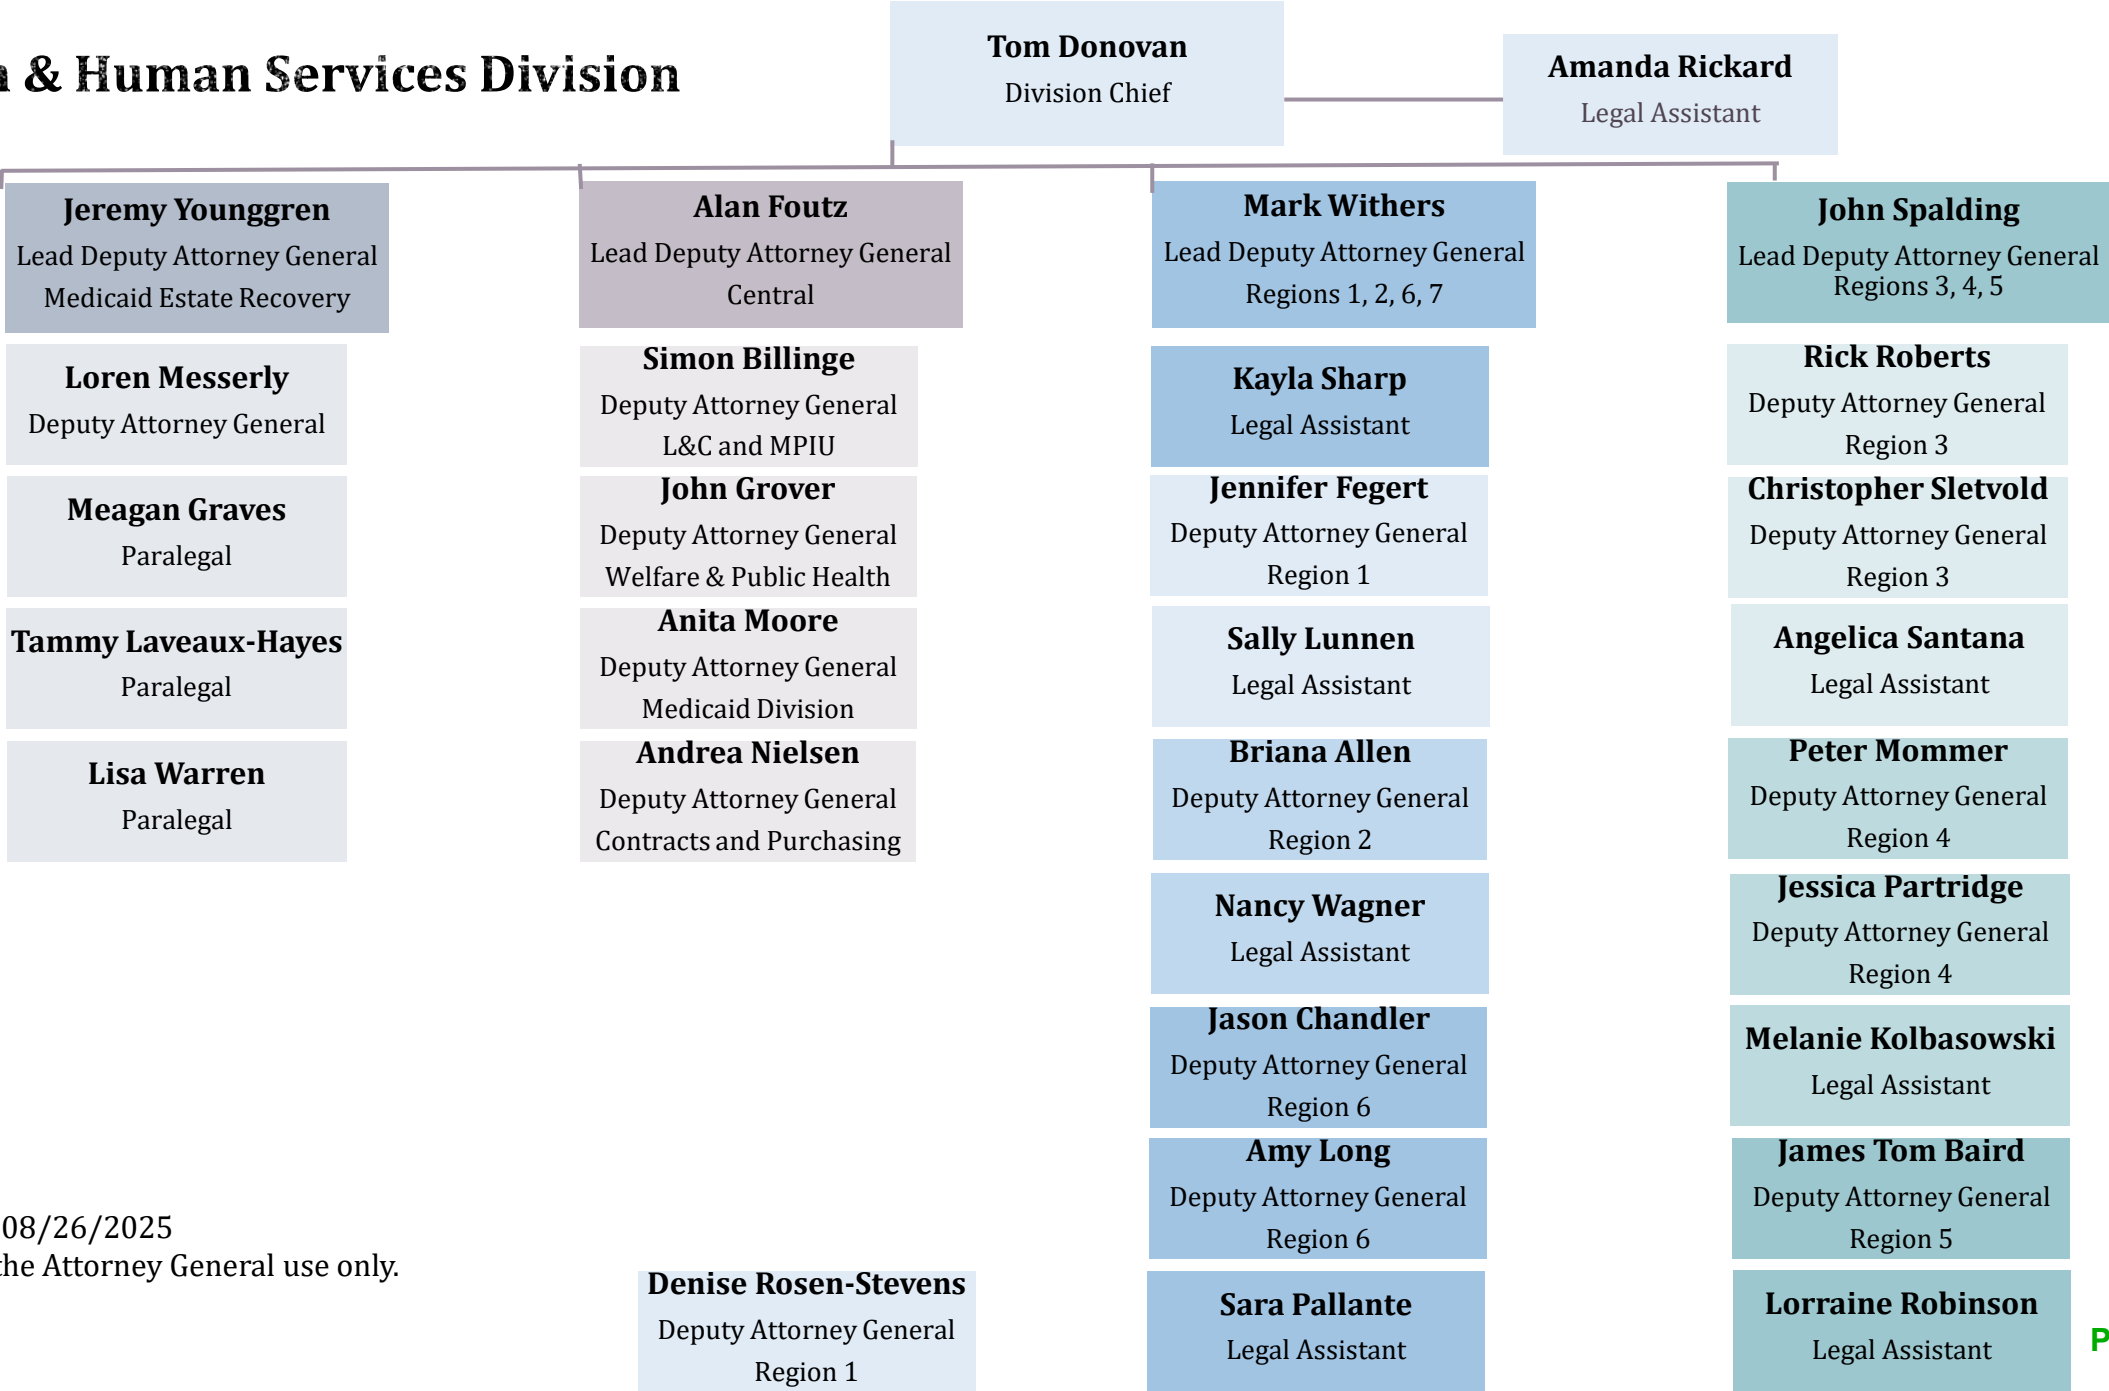 & Human Services Division
Tom Donovan
Division Chief
Amanda Rickard
Legal Assistant
Jeremy Younggren
Lead Deputy Attorney General
Medicaid Estate Recovery
Loren Messerly
Deputy Attorney General
Meagan Graves
Paralegal
Tammy Laveaux-Hayes
Paralegal
Lisa Warren
Paralegal
Alan Foutz
Lead Deputy Attorney General
Central
Simon Billinge
Deputy Attorney General
L&C and MPIU
John Grover
Deputy Attorney General
Welfare & Public Health
Anita Moore
Deputy Attorney General
Medicaid Division
Andrea Nielsen
Deputy Attorney General
Contracts and Purchasing
Mark Withers
Lead Deputy Attorney General
Regions 1, 2, 6, 7
Kayla Sharp
Legal Assistant
Jennifer Fegert
Deputy Attorney General
Region 1
Sally Lunnen
Legal Assistant
Briana Allen
Deputy Attorney General
Region 2
Nancy Wagner
Legal Assistant
Jason Chandler
Deputy Attorney General
Region 6
Amy Long
Deputy Attorney General
Region 6
Sara Pallante
Legal Assistant
John Spalding
Lead Deputy Attorney General
Regions 3, 4, 5
Rick Roberts
Deputy Attorney General
Region 3
Christopher Sletvold
Deputy Attorney General
Region 3
Angelica Santana
Legal Assistant
Peter Mommer
Deputy Attorney General
Region 4
Jessica Partridge
Deputy Attorney General
Region 4
Melanie Kolbasowski
Legal Assistant
James Tom Baird
Deputy Attorney General
Region 5
Lorraine Robinson
Legal Assistant
08/26/2025
the Attorney General use only.
Denise Rosen-Stevens
Deputy Attorney General
Region 1
P